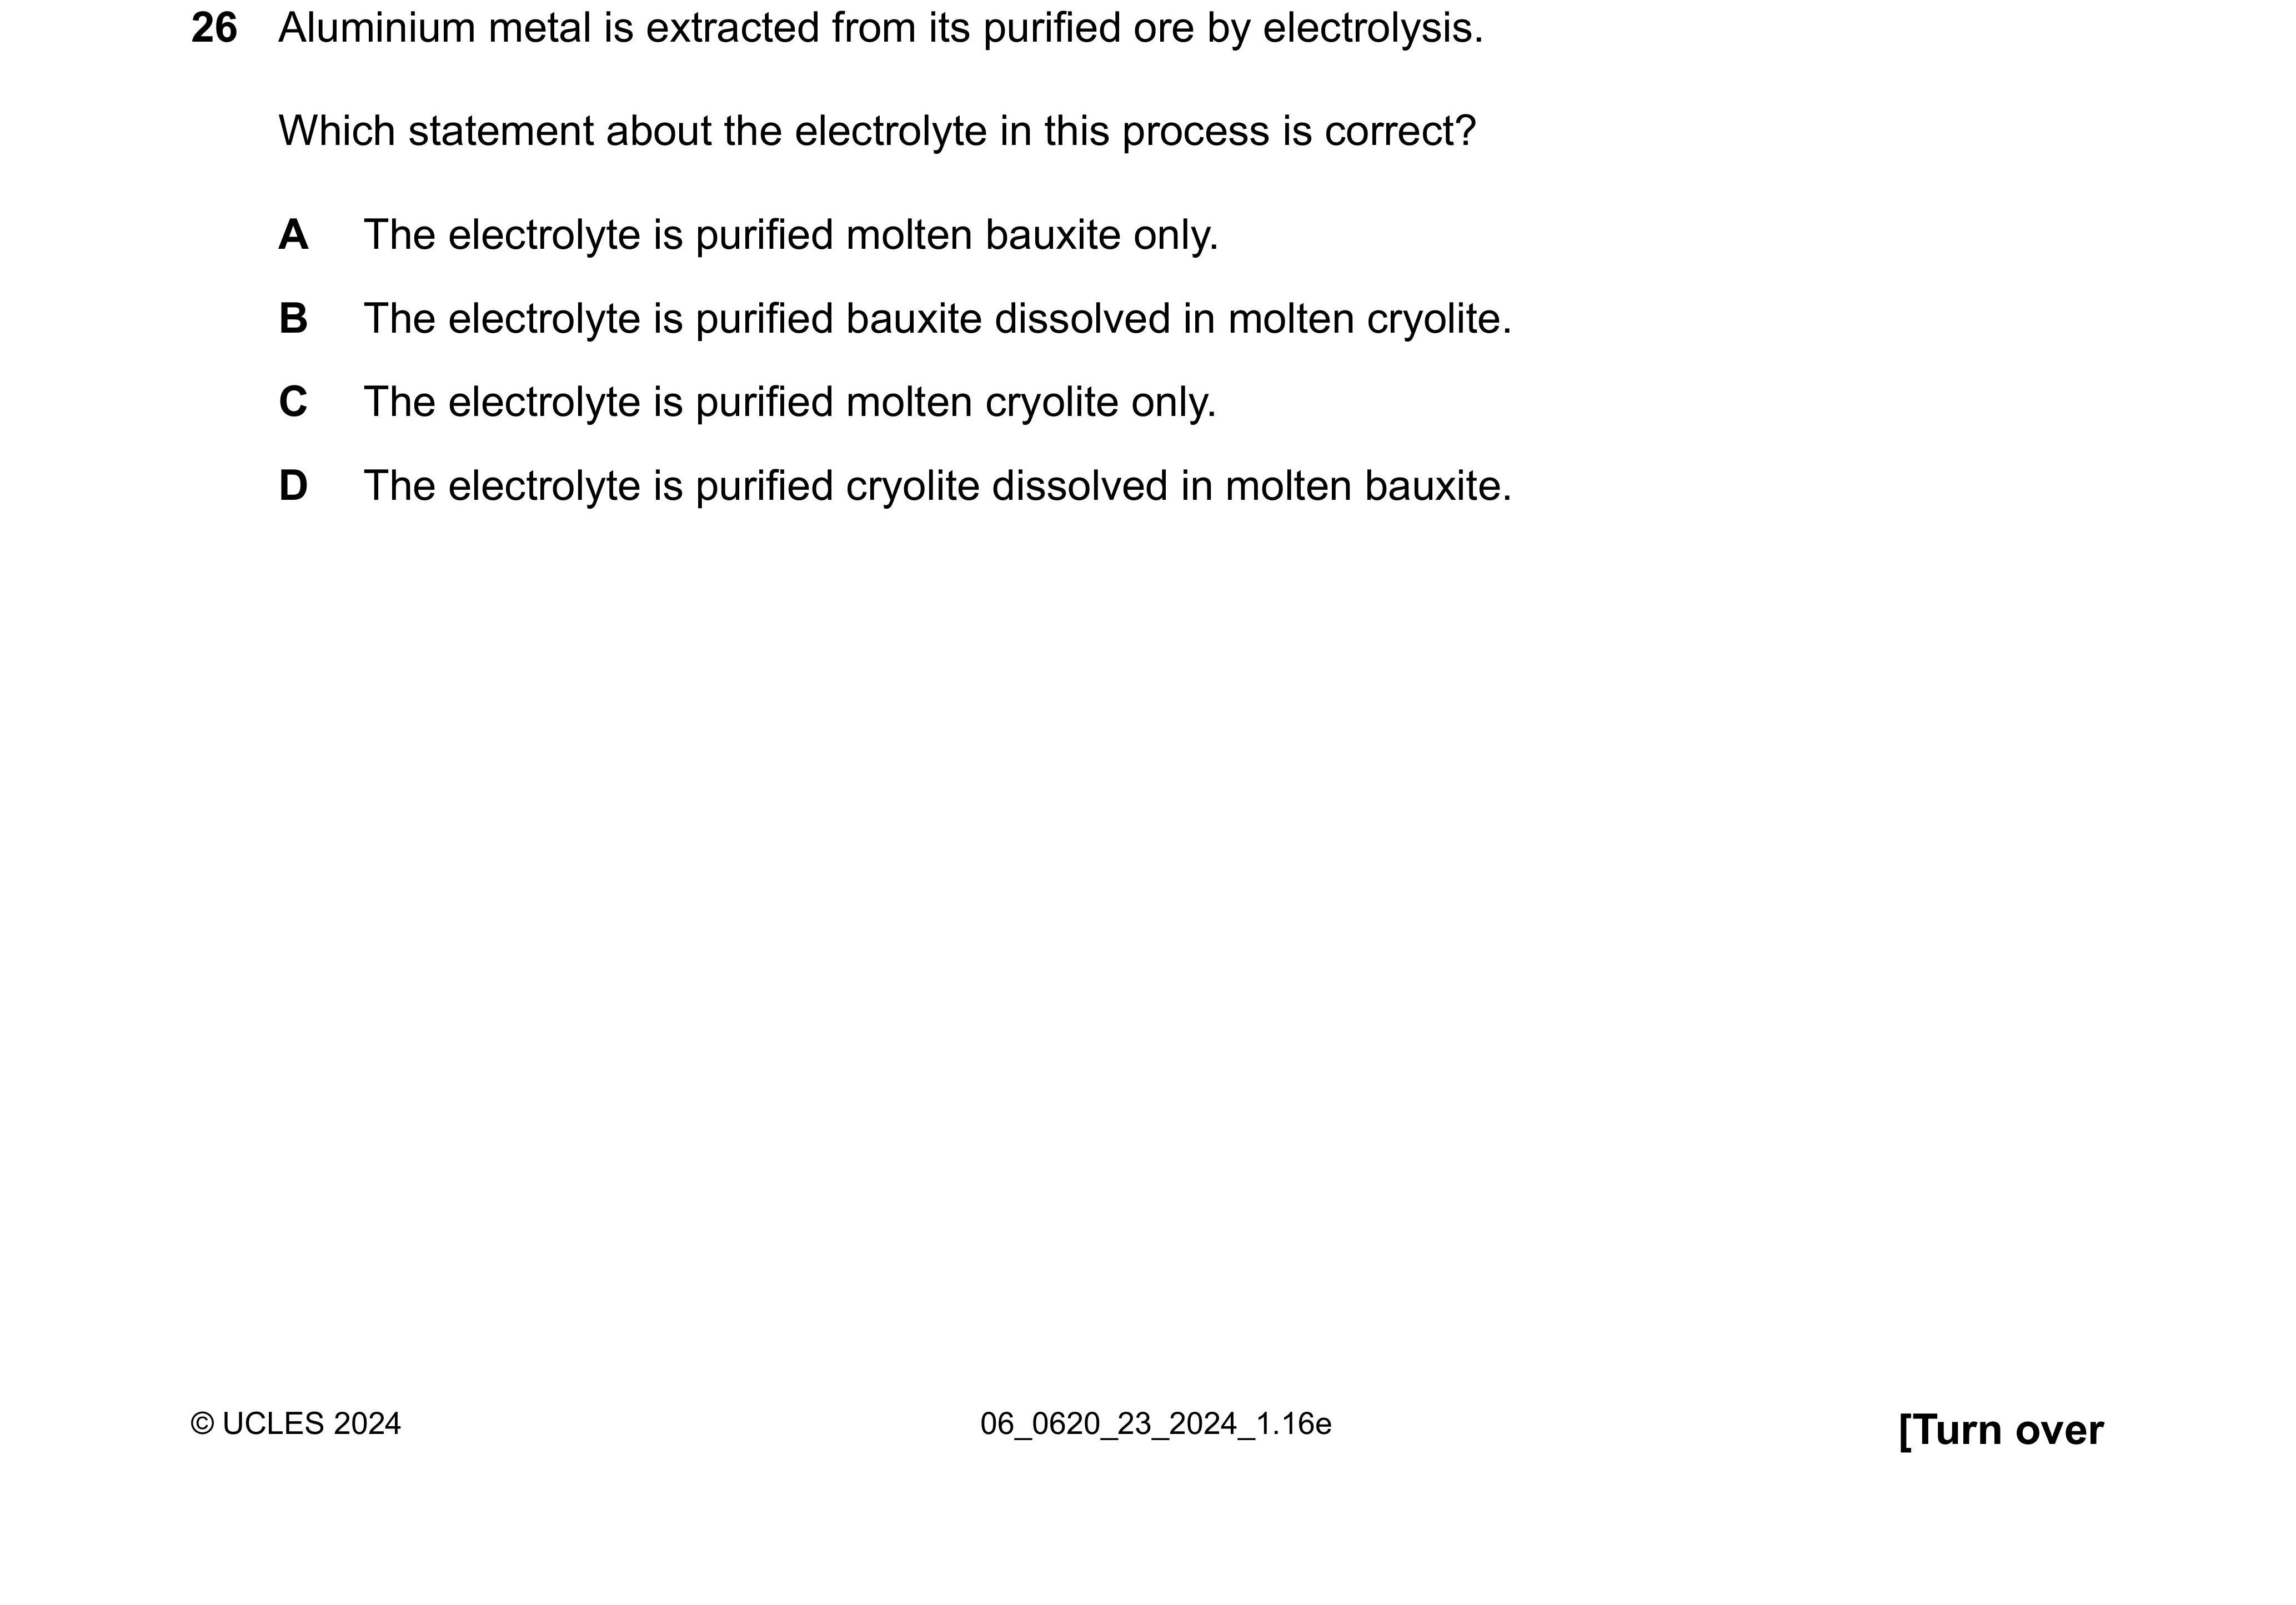 26 Aluminium metal is extracted from its purified ore by electrolysis.
Which statement about the electrolyte in this process is correct?
A The electrolyte is purified molten bauxite only.
B The electrolyte is purified bauxite dissolved in molten cryolite.
C The electrolyte is purified molten cryolite only.
D The electrolyte is purified cryolite dissolved in molten bauxite.
© UCLES 2024 06_0620_23_2024_1.16e [Turn over